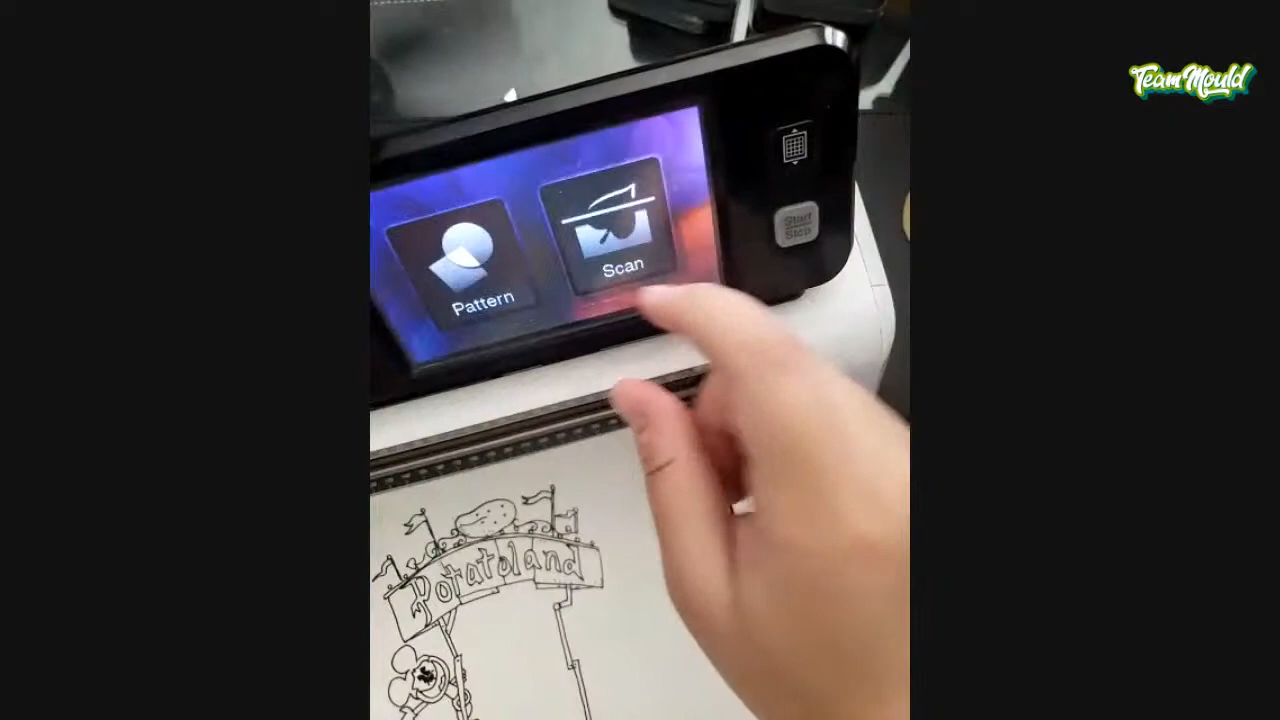 Team Mould
Start
Stop
Scan
Pattern
Potatoland